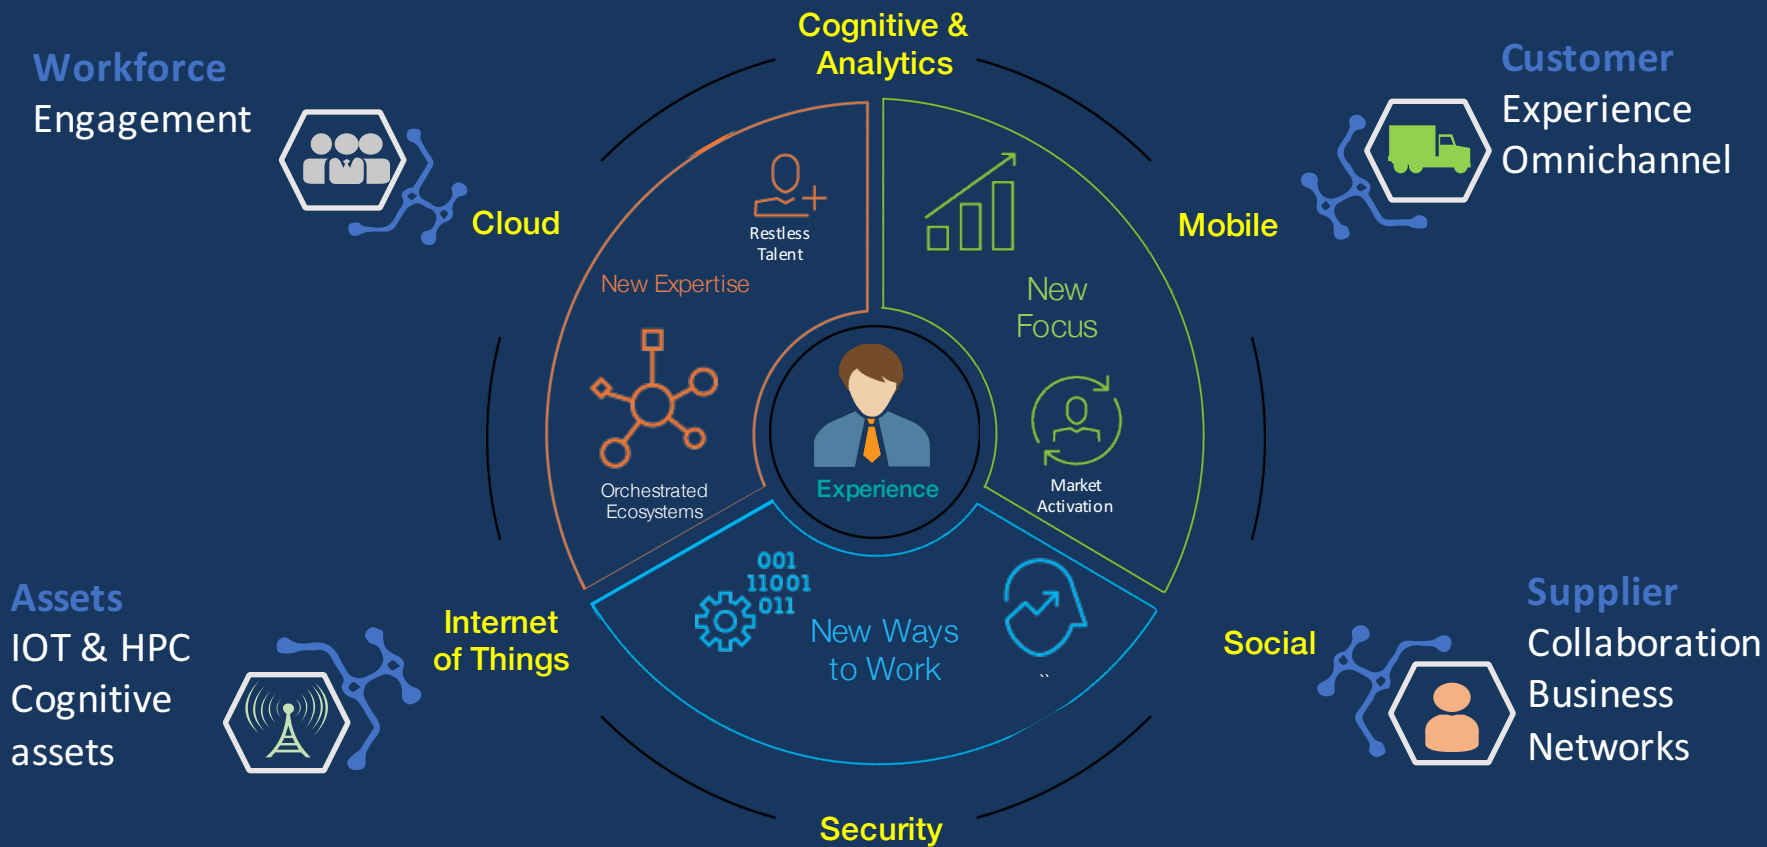 Cognitive &
Analytics
Workforce
Engagement
Customer
Experience
Omnichannel
Cloud
Mobile
Restless
Talent
New Expertise
New
Focus
Orchestrated
Ecosystems
Experience
Market
Activation
001
11001
011
New Ways
to Work
``
Assets
IOT & HPC
Cognitive
assets
Internet
of Things
Social
Supplier
Collaboration
Business
Networks
Security